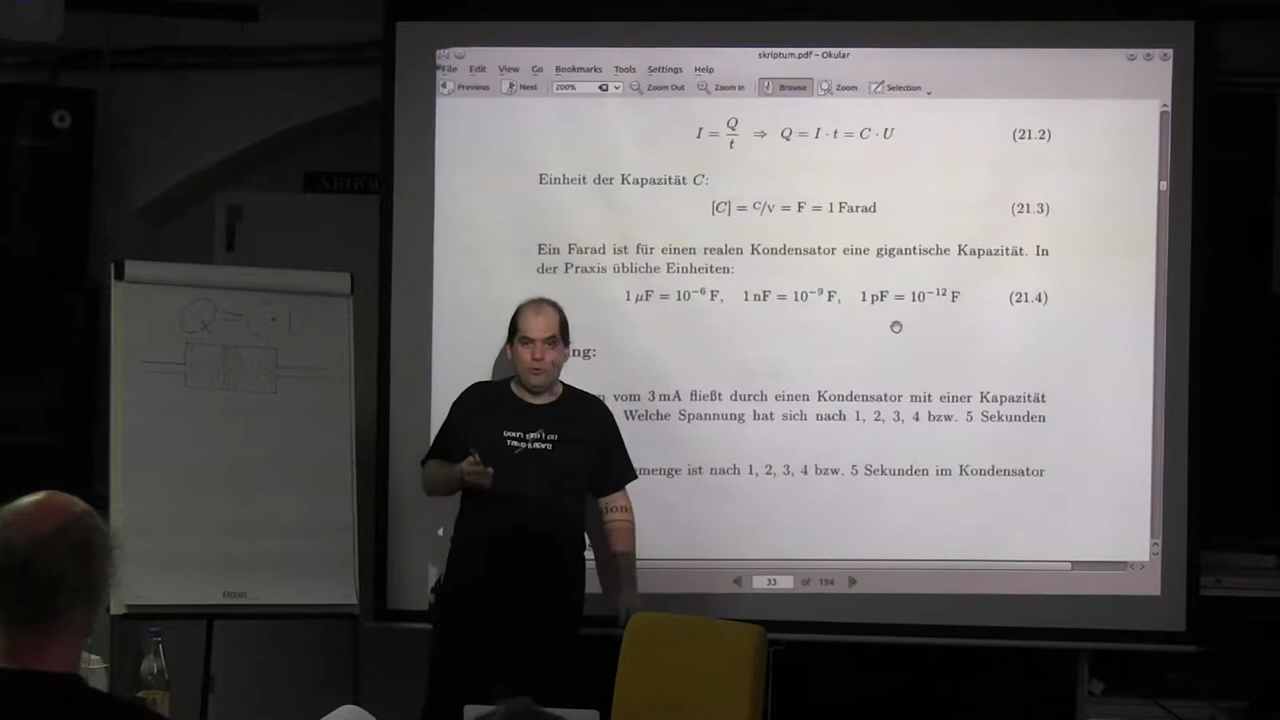 skriptum.pdf – Okular
File Edit View Go Bookmarks Tools Settings Help
Previous Next 200% Zoom Out Zoom In Browse Zoom Selection
I = Q/t ⇒ Q = I · t = C · U (21.2)
Einheit der Kapazität C:
[C] = C/V = F = 1 Farad (21.3)
Ein Farad ist für einen realen Kondensator eine gigantische Kapazität. In
der Praxis übliche Einheiten:
1 μF = 10⁻⁶ F, 1 nF = 10⁻⁹ F, 1 pF = 10⁻¹² F (21.4)
ng:
vom 3 mA fließt durch einen Kondensator mit einer Kapazität
Welche Spannung hat sich nach 1, 2, 3, 4 bzw. 5 Sekunden
menge ist nach 1, 2, 3, 4 bzw. 5 Sekunden im Kondensator
33 of 194
Q =
ion